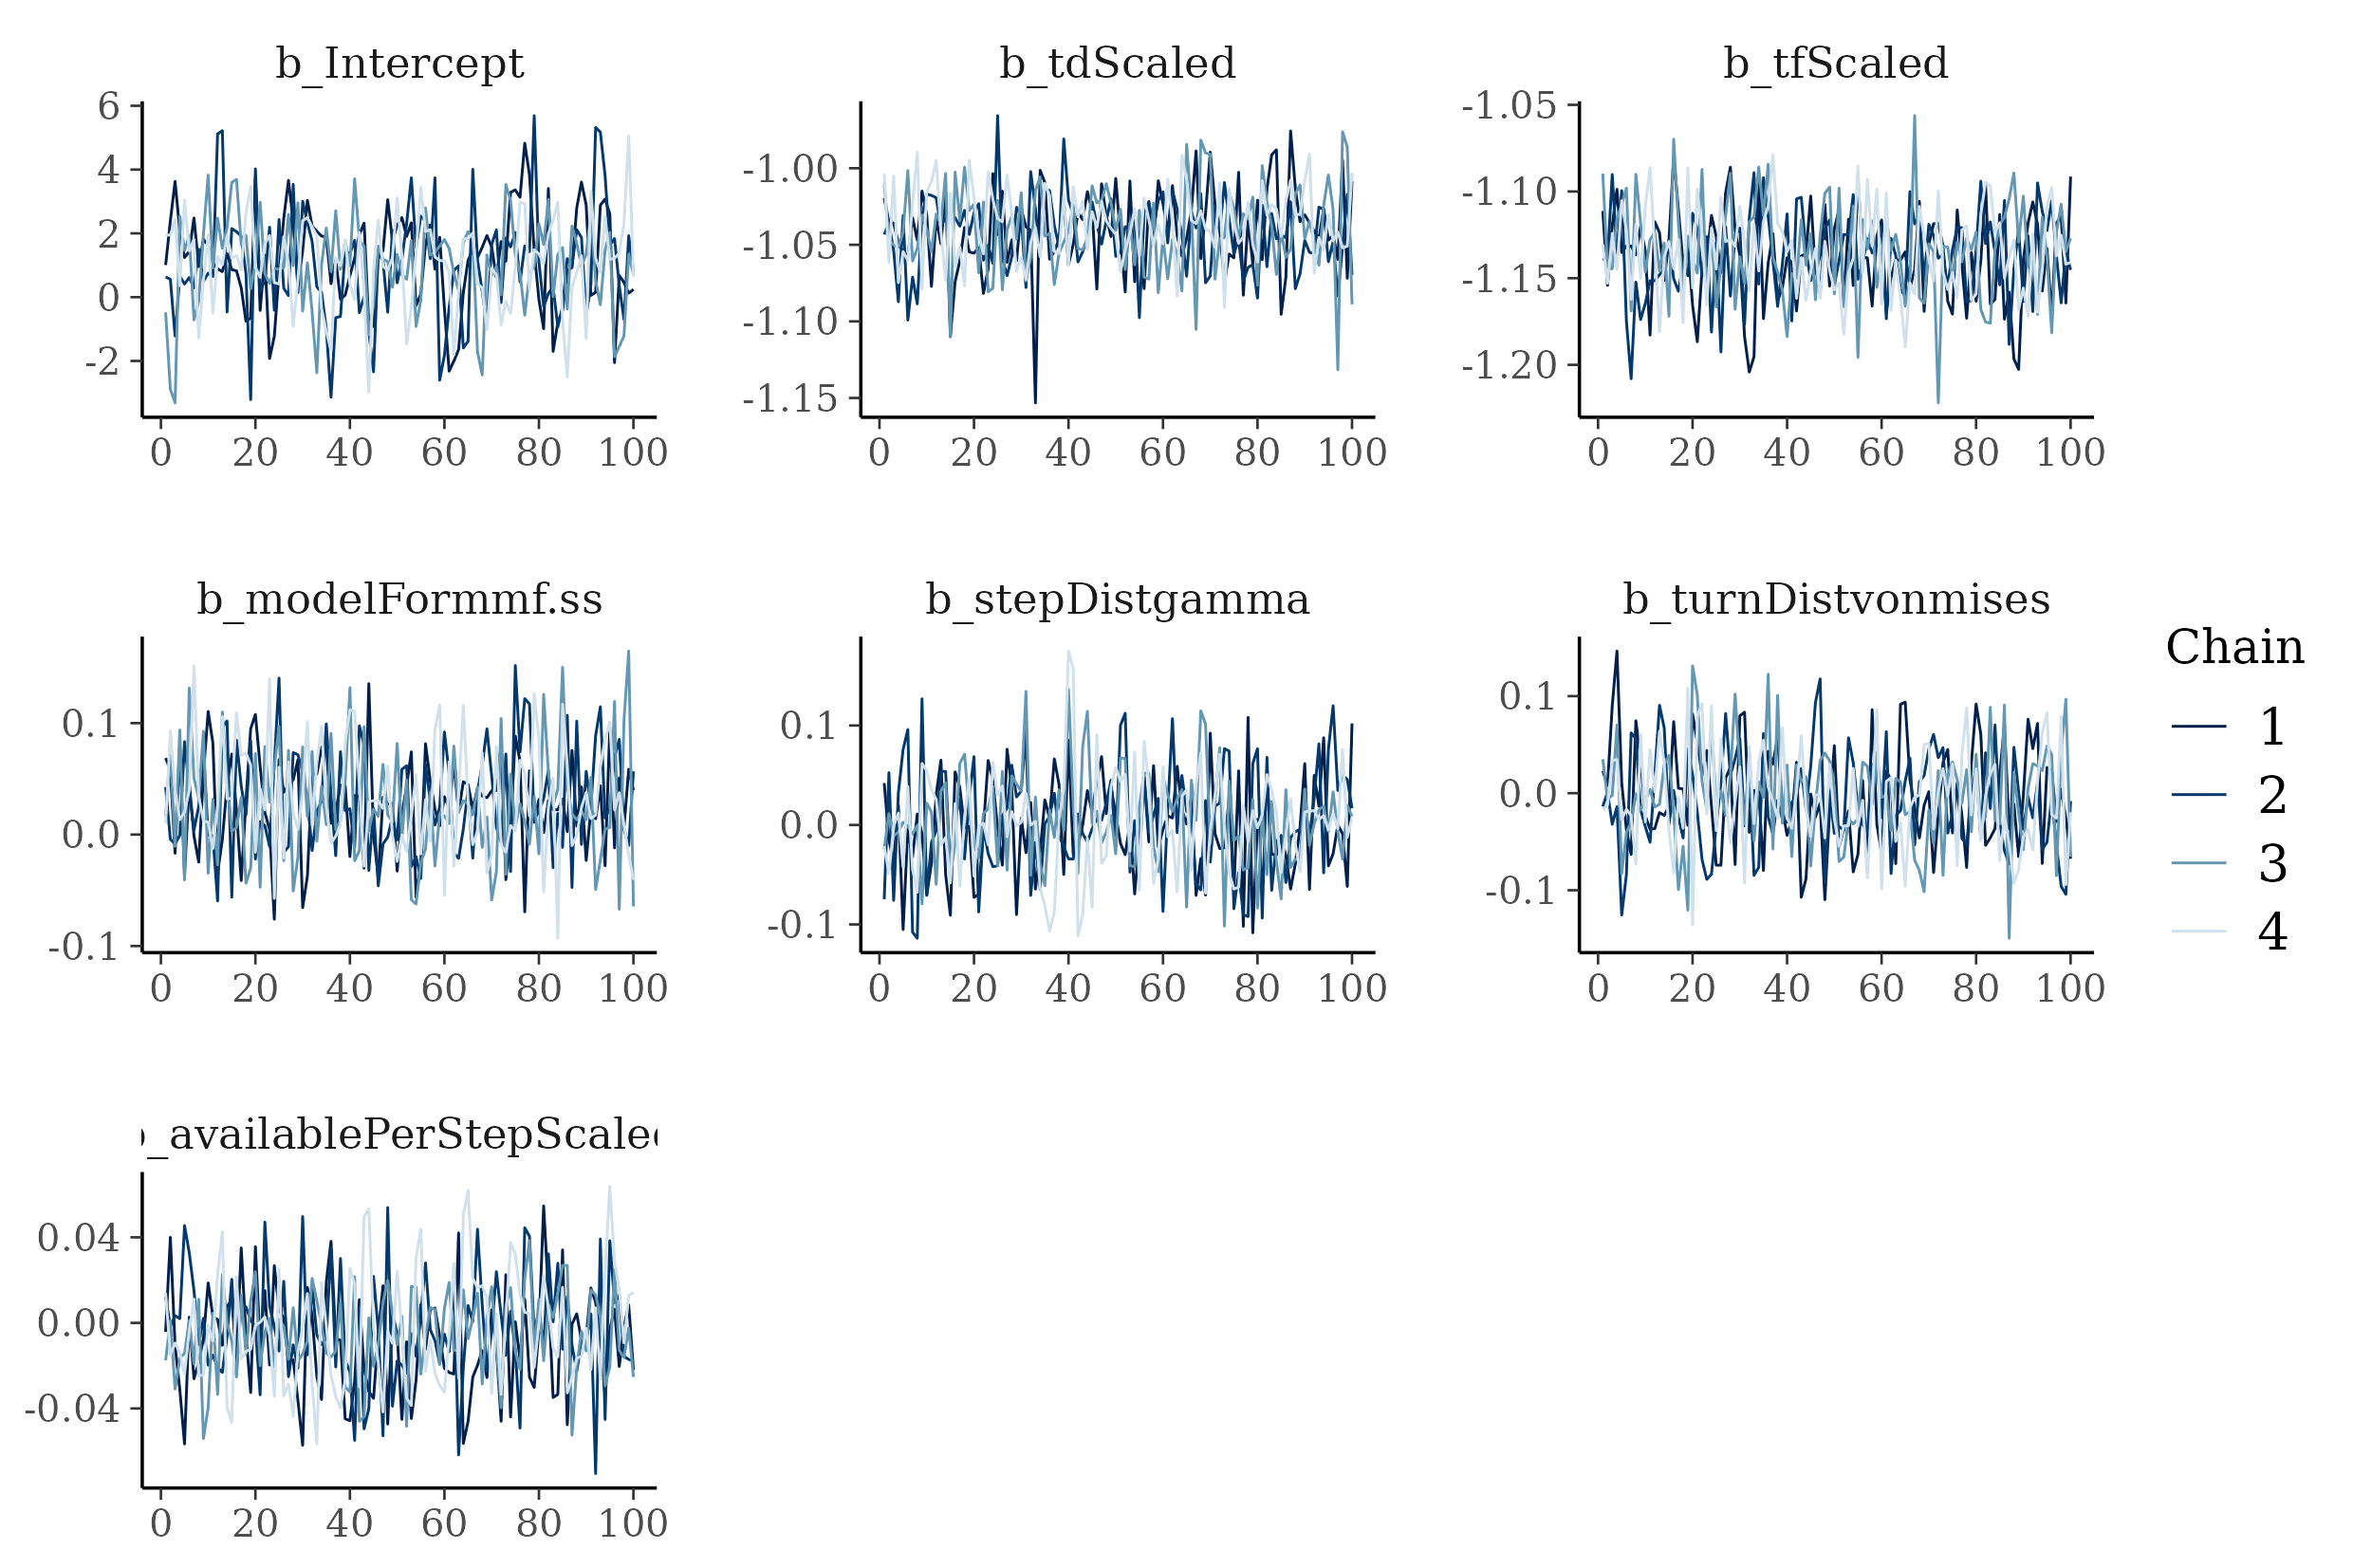 b_Intercept
b_tdScaled
b_tfScaled
6
4
2
0
-2
0 20 40 60 80 100
-1.00
-1.05
-1.10
-1.15
0 20 40 60 80 100
-1.05
-1.10
-1.15
-1.20
0 20 40 60 80 100
b_modelFormmf.ss
b_stepDistgamma
b_turnDistvonmises
0.1
0.0
-0.1
0 20 40 60 80 100
0.1
0.0
-0.1
0 20 40 60 80 100
0.1
0.0
-0.1
0 20 40 60 80 100
Chain
1
2
3
4
b_availablePerStepScaled
0.04
0.00
-0.04
0 20 40 60 80 100